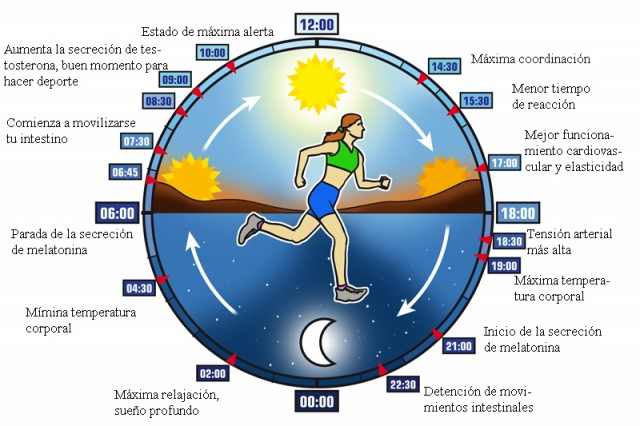 12:00
Estado de máxima alerta
10:00
Aumenta la secreción de tes-
tosterona, buen momento para
hacer deporte
09:00
08:30
Comienza a movilizarse
tu intestino
07:30
06:45
06:00
Parada de la secreción
de melatonina
04:30
Mímina temperatura
corporal
02:00
Máxima relajación,
sueño profundo
00:00
14:30
Máxima coordinación
15:30
Menor tiempo
de reacción
Mejor funciona-
miento cardiovas-
cular y elasticidad
17:00
18:00
18:30
Tensión arterial
más alta
19:00
Máxima tempera-
tura corporal
21:00
Inicio de la secreción
de melatonina
22:30
Detención de movi-
mientos intestinales